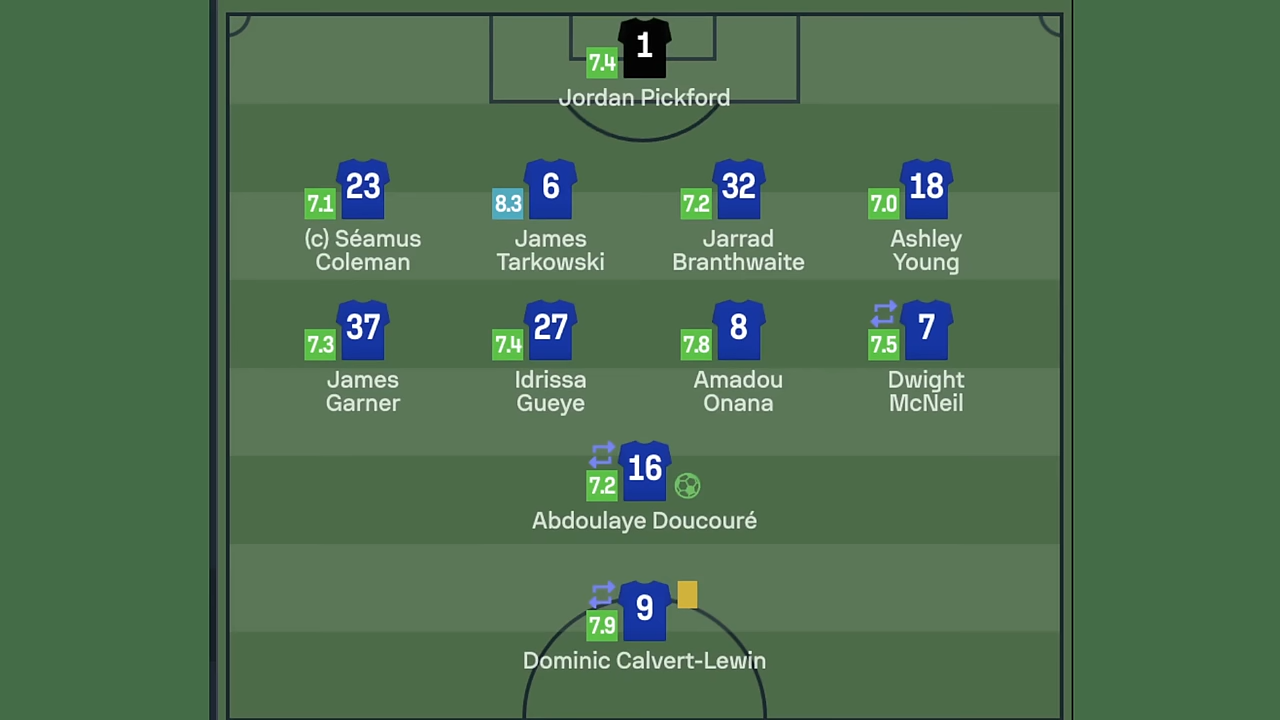 1
7.4
Jordan Pickford
23 6 32 18
7.1 8.3 7.2 7.0
(c) Séamus James Jarrad Ashley
Coleman Tarkowski Branthwaite Young
37 27 8 7
7.3 7.4 7.8 7.5
James Idrissa Amadou Dwight
Garner Gueye Onana McNeil
16
7.2
Abdoulaye Doucouré
9
7.9
Dominic Calvert-Lewin